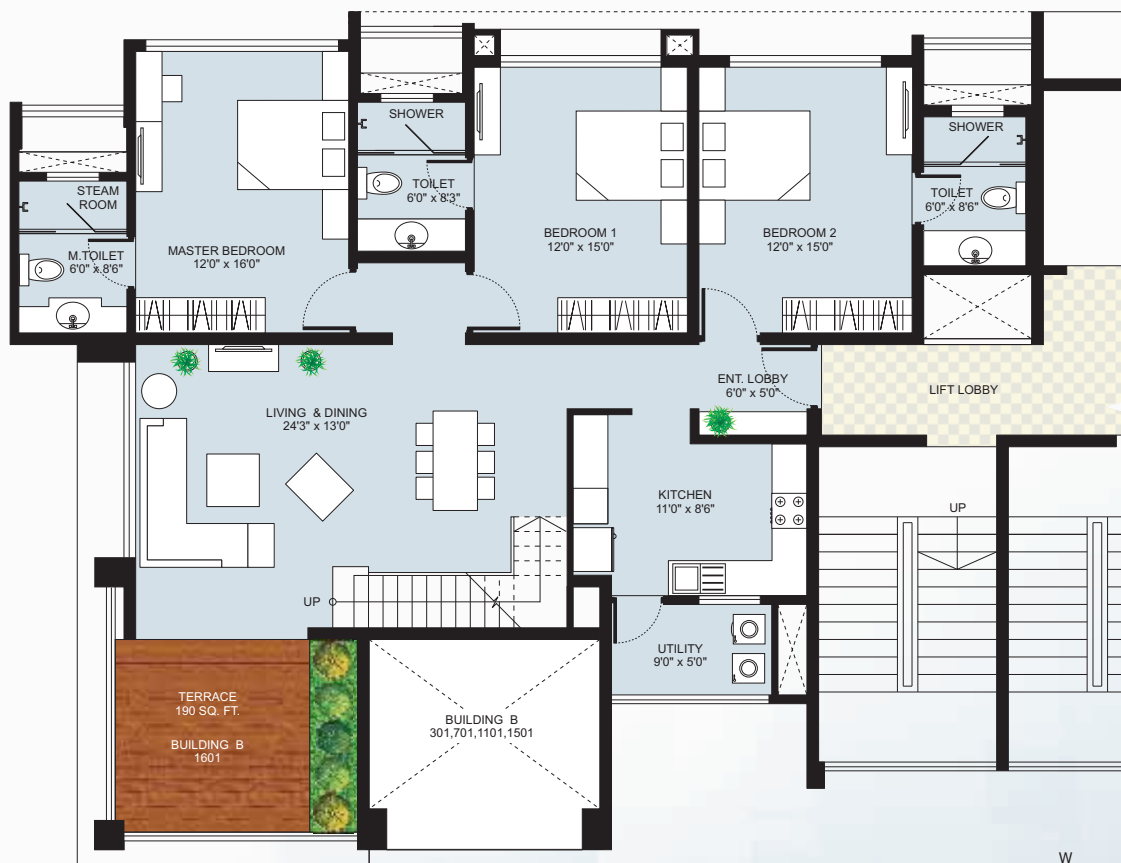 SHOWER
SHOWER
STEAM
ROOM
TOILET
6'0" x 8'3"
TOILET
6'0" x 8'6"
BEDROOM 1
12'0" x 15'0"
BEDROOM 2
12'0" x 15'0"
MASTER BEDROOM
12'0" x 16'0"
M.TOILET
6'0" x 8'6"
ENT. LOBBY
6'0" x 5'0"
LIFT LOBBY
LIVING & DINING
24'3" x 13'0"
KITCHEN
11'0" x 8'6"
UP
UP
UTILITY
9'0" x 5'0"
TERRACE
190 SQ. FT.
BUILDING B
1601
BUILDING B
301,701,1101,1501
W